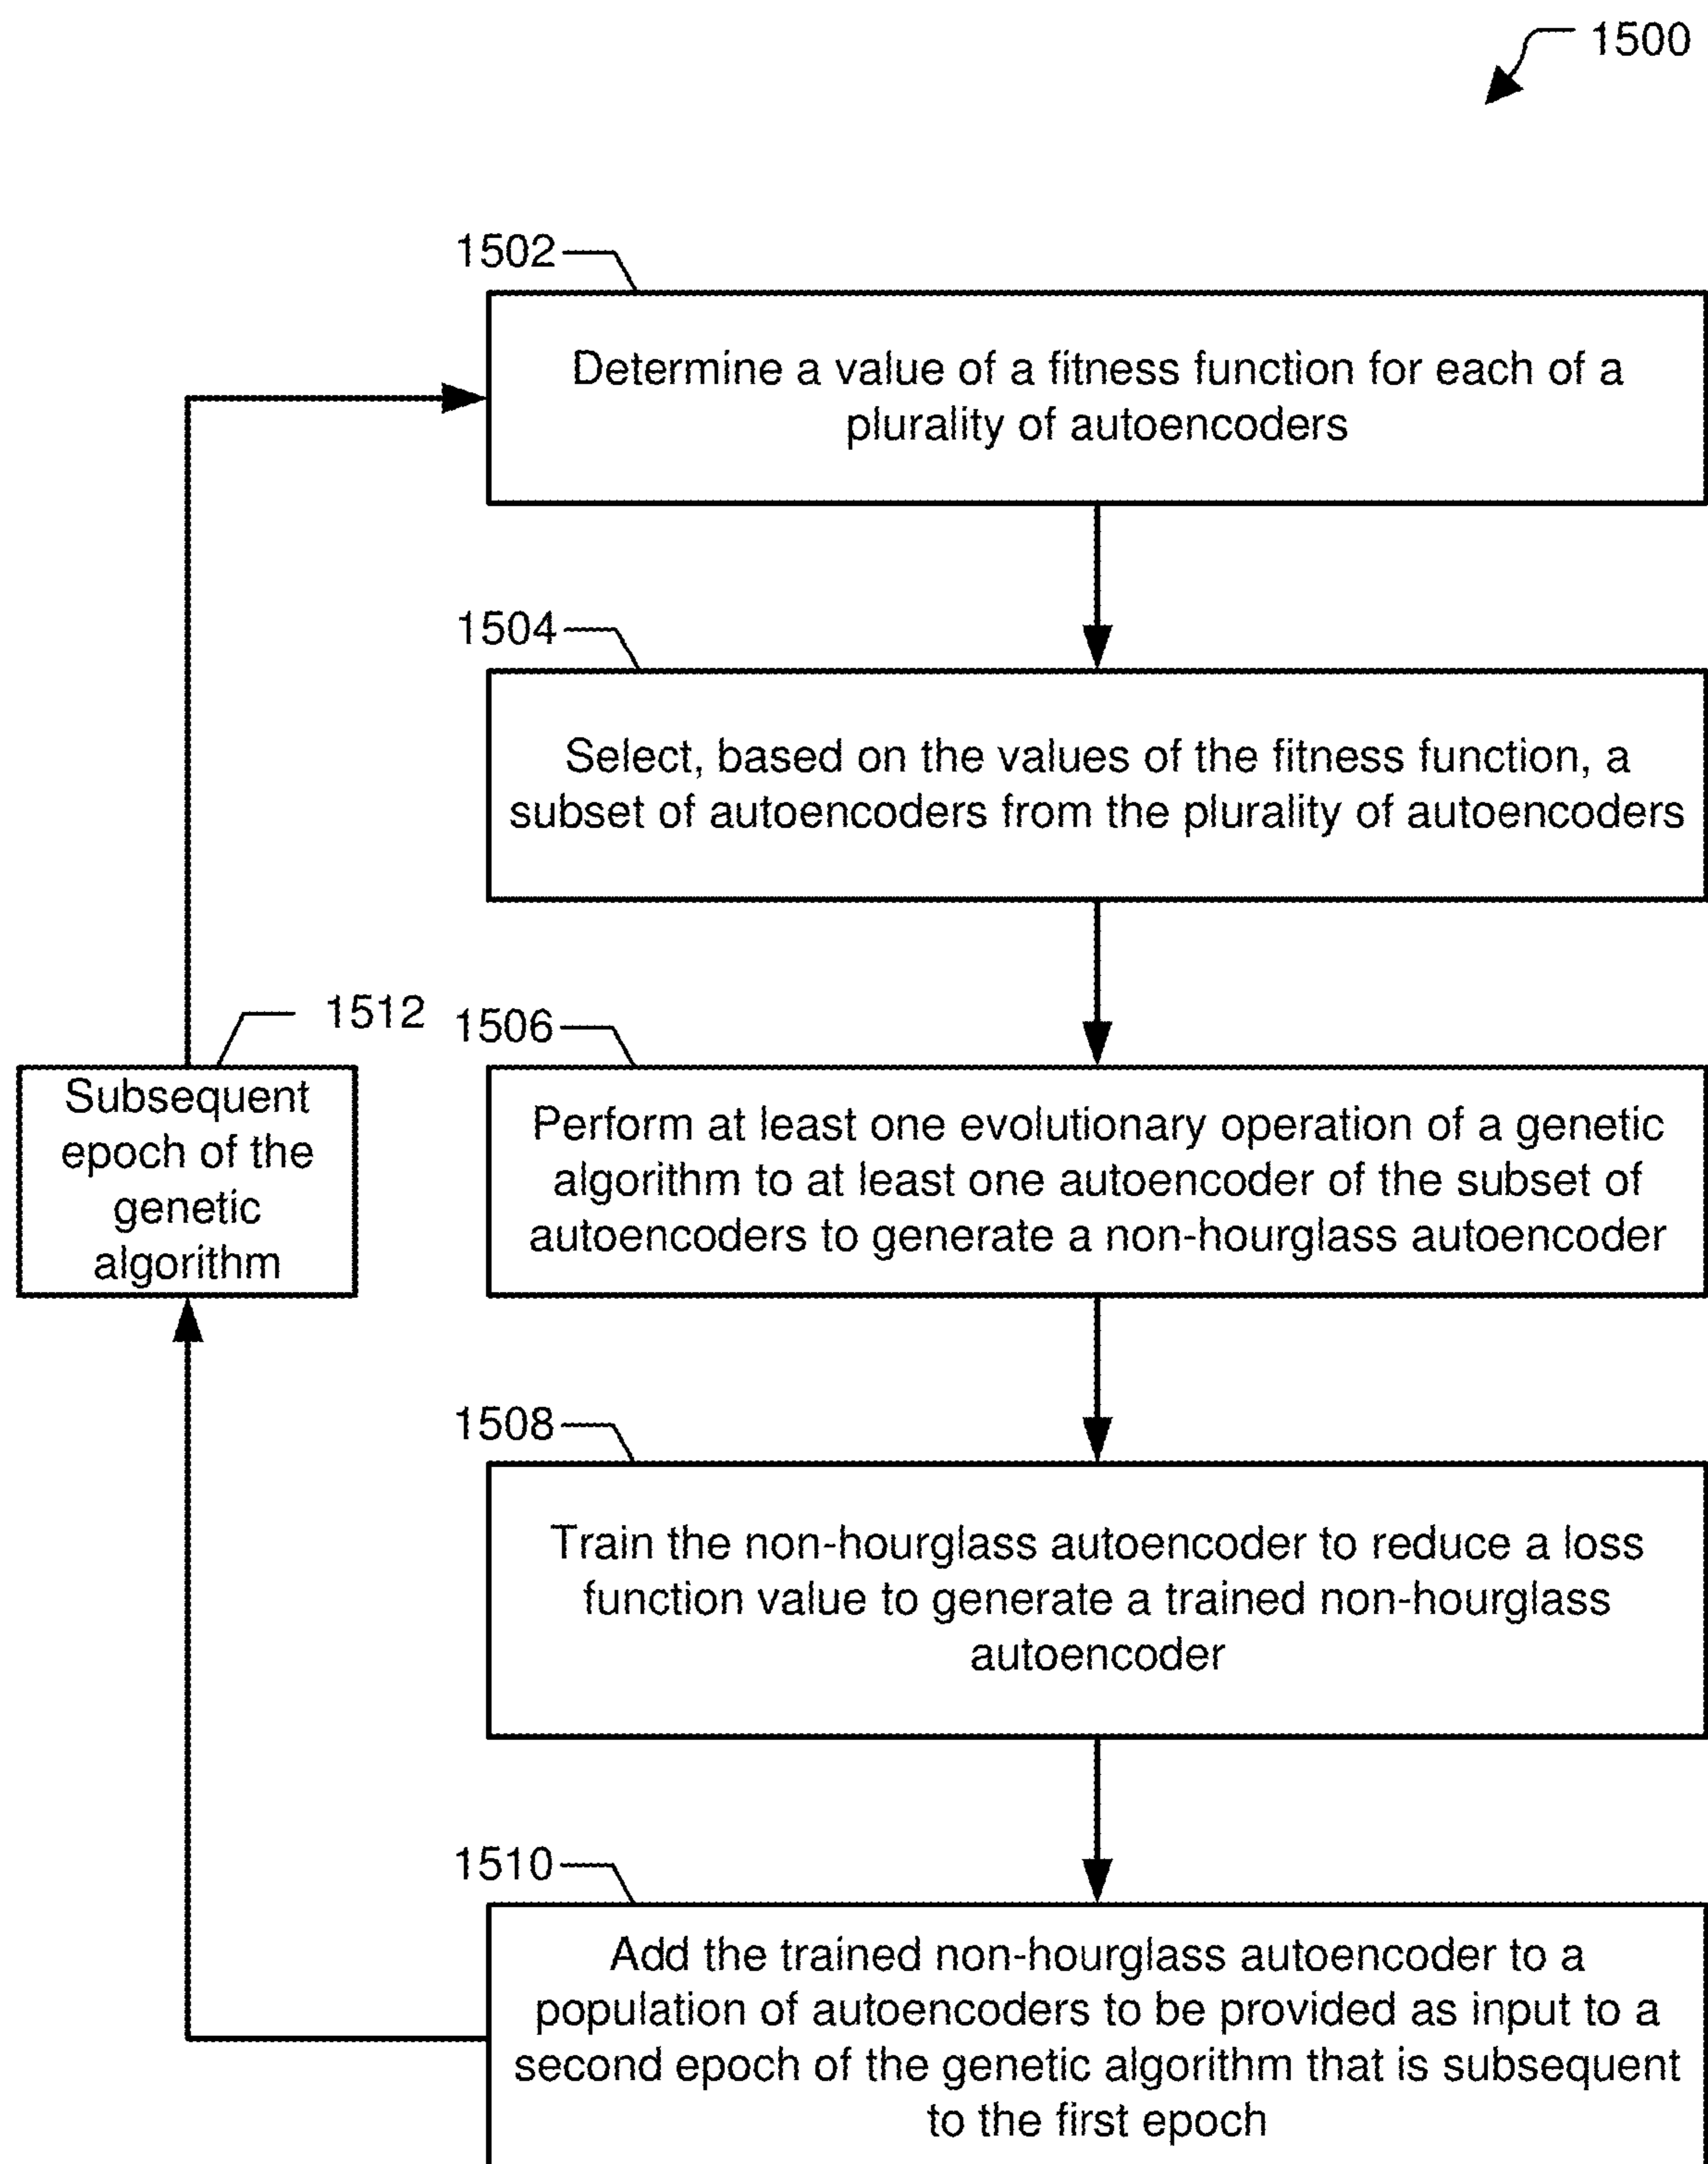 1500
1502
Determine a value of a fitness function for each of a
plurality of autoencoders
1504
Select, based on the values of the fitness function, a
subset of autoencoders from the plurality of autoencoders
1512
Subsequent
epoch of the
genetic
algorithm
1506
Perform at least one evolutionary operation of a genetic
algorithm to at least one autoencoder of the subset of
autoencoders to generate a non-hourglass autoencoder
1508
Train the non-hourglass autoencoder to reduce a loss
function value to generate a trained non-hourglass
autoencoder
1510
Add the trained non-hourglass autoencoder to a
population of autoencoders to be provided as input to a
second epoch of the genetic algorithm that is subsequent
to the first epoch